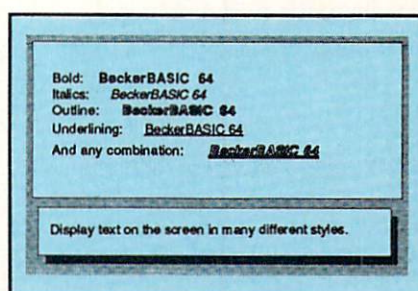 Bold: BeckerBASIC 64
Italics: BeckerBASIC 64
Outline: BeckerBASIC 64
Underlining: BeckerBASIC 64
And any combination: BeckerBASIC 64
Display text on the screen in many different styles.